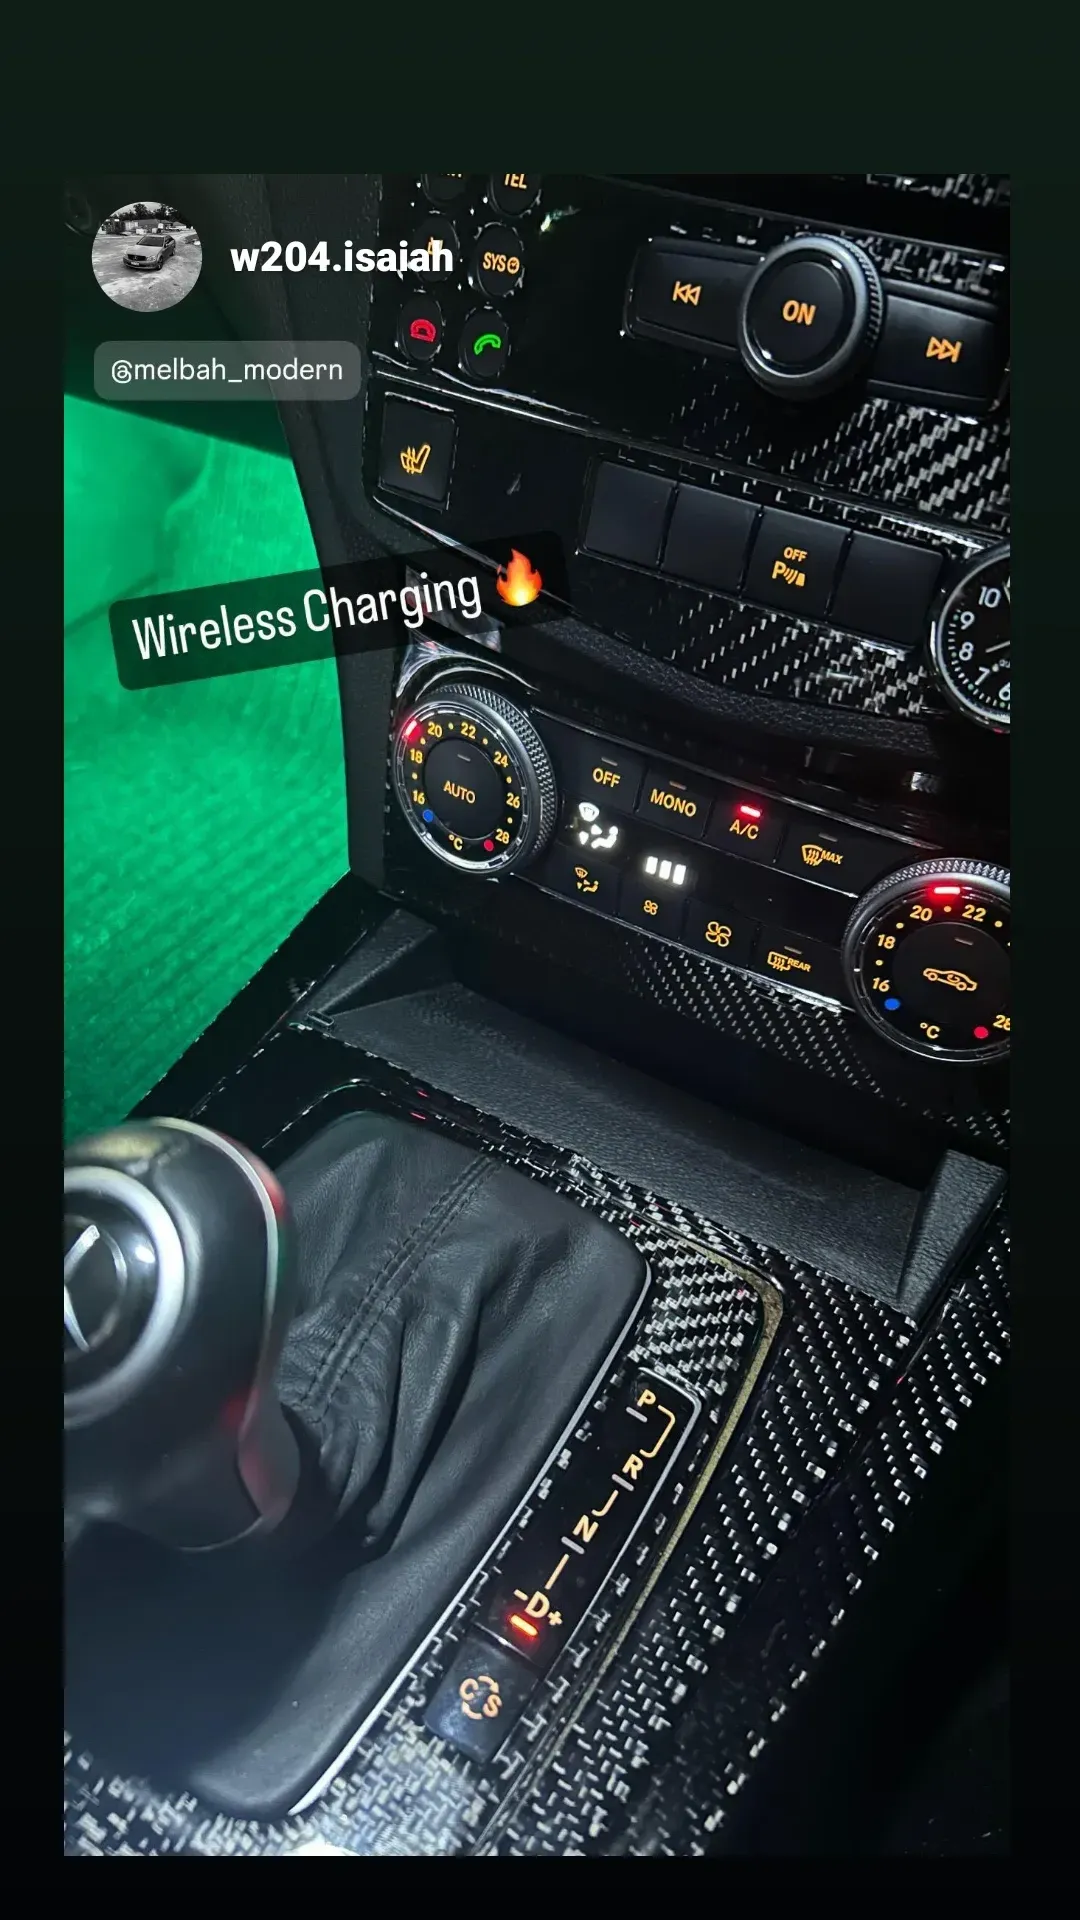 TEL
w204.isaiah
SYS
ON
@melbah_modern
OFF
P
Wireless Charging 🔥
10
9
8
7
6
20 22
18 24
AUTO
16 26
°C 28
OFF
MONO
A/C
MAX
REAR
20 22
18
16
°C 28
P
R
N
-D+
C S